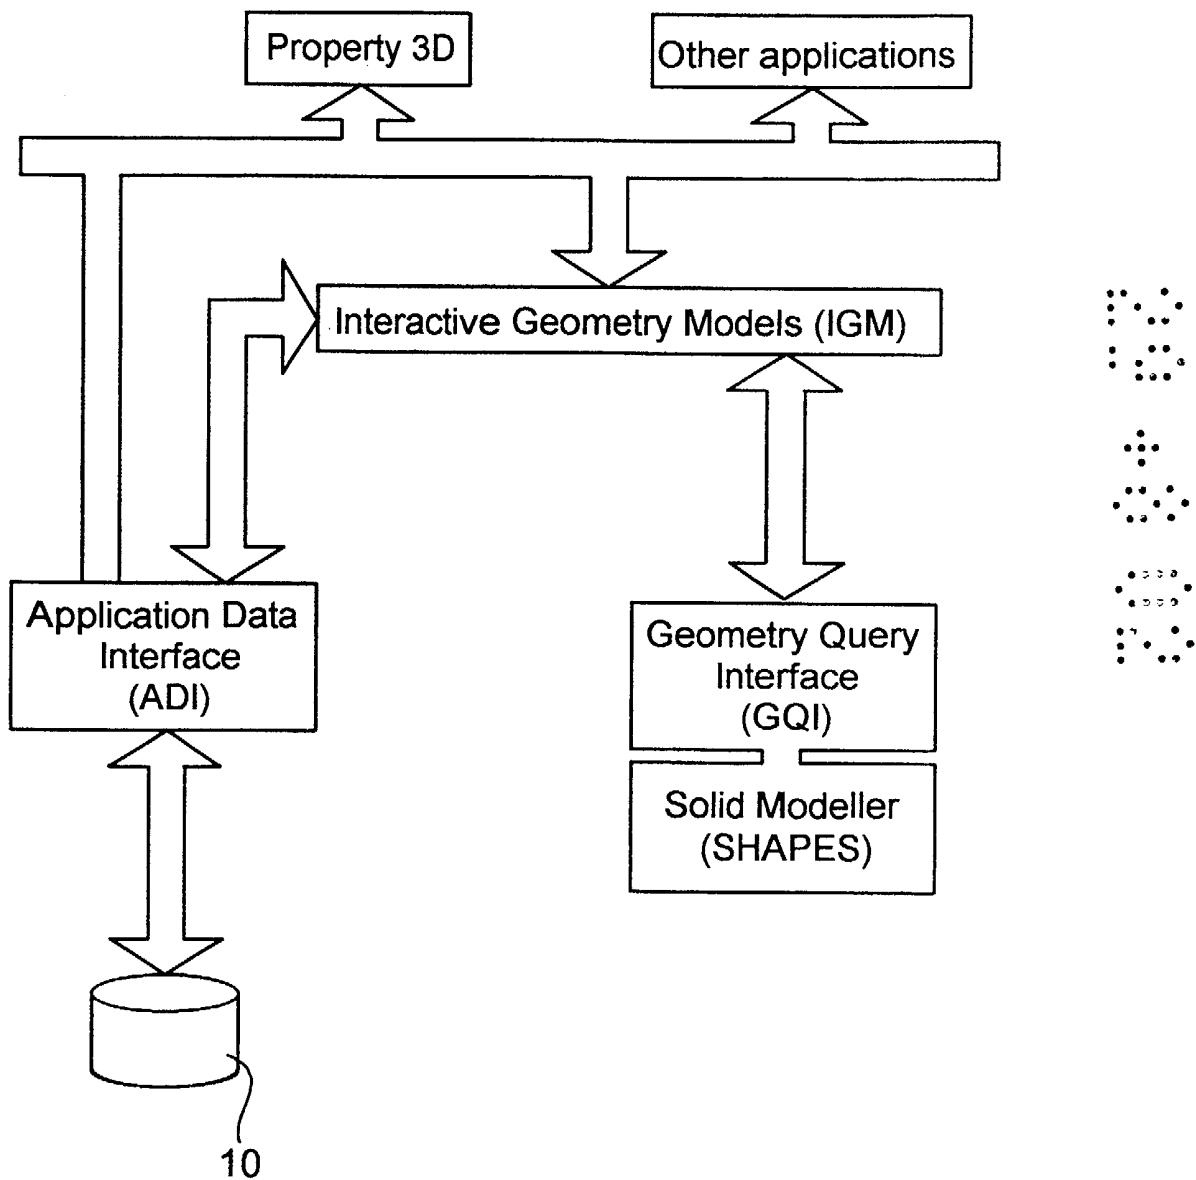 Property 3D
Other applications
Interactive Geometry Models (IGM)
Application Data
Interface
(ADI)
Geometry Query
Interface
(GQI)
Solid Modeller
(SHAPES)
10